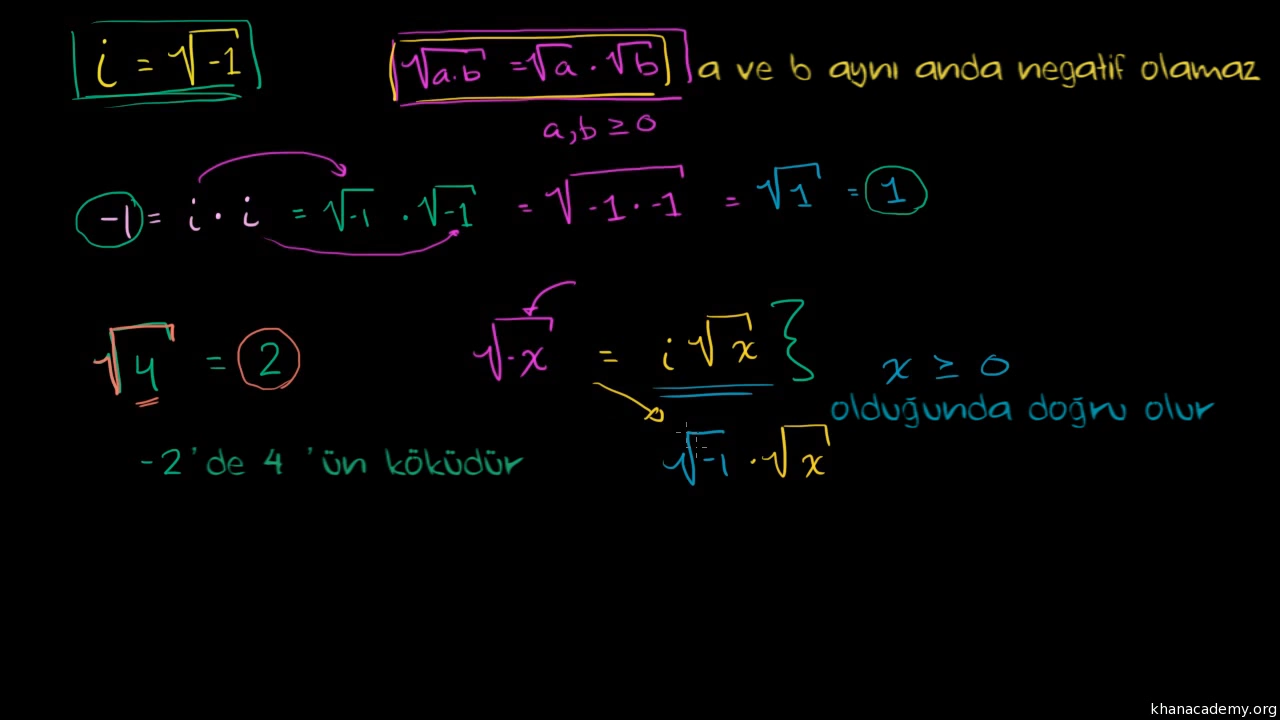 i = √-1
√a·b = √a · √b a ve b aynı anda negatif olamaz
a,b ≥ 0
-1 = i · i = √-1 · √-1 = √-1 · -1 = √1 = 1
√4 = 2
√-x = i √x }
x ≥ 0
olduğunda doğru olur
√-1 · √x
-2'de 4 'ün köküdür
khanacademy.org